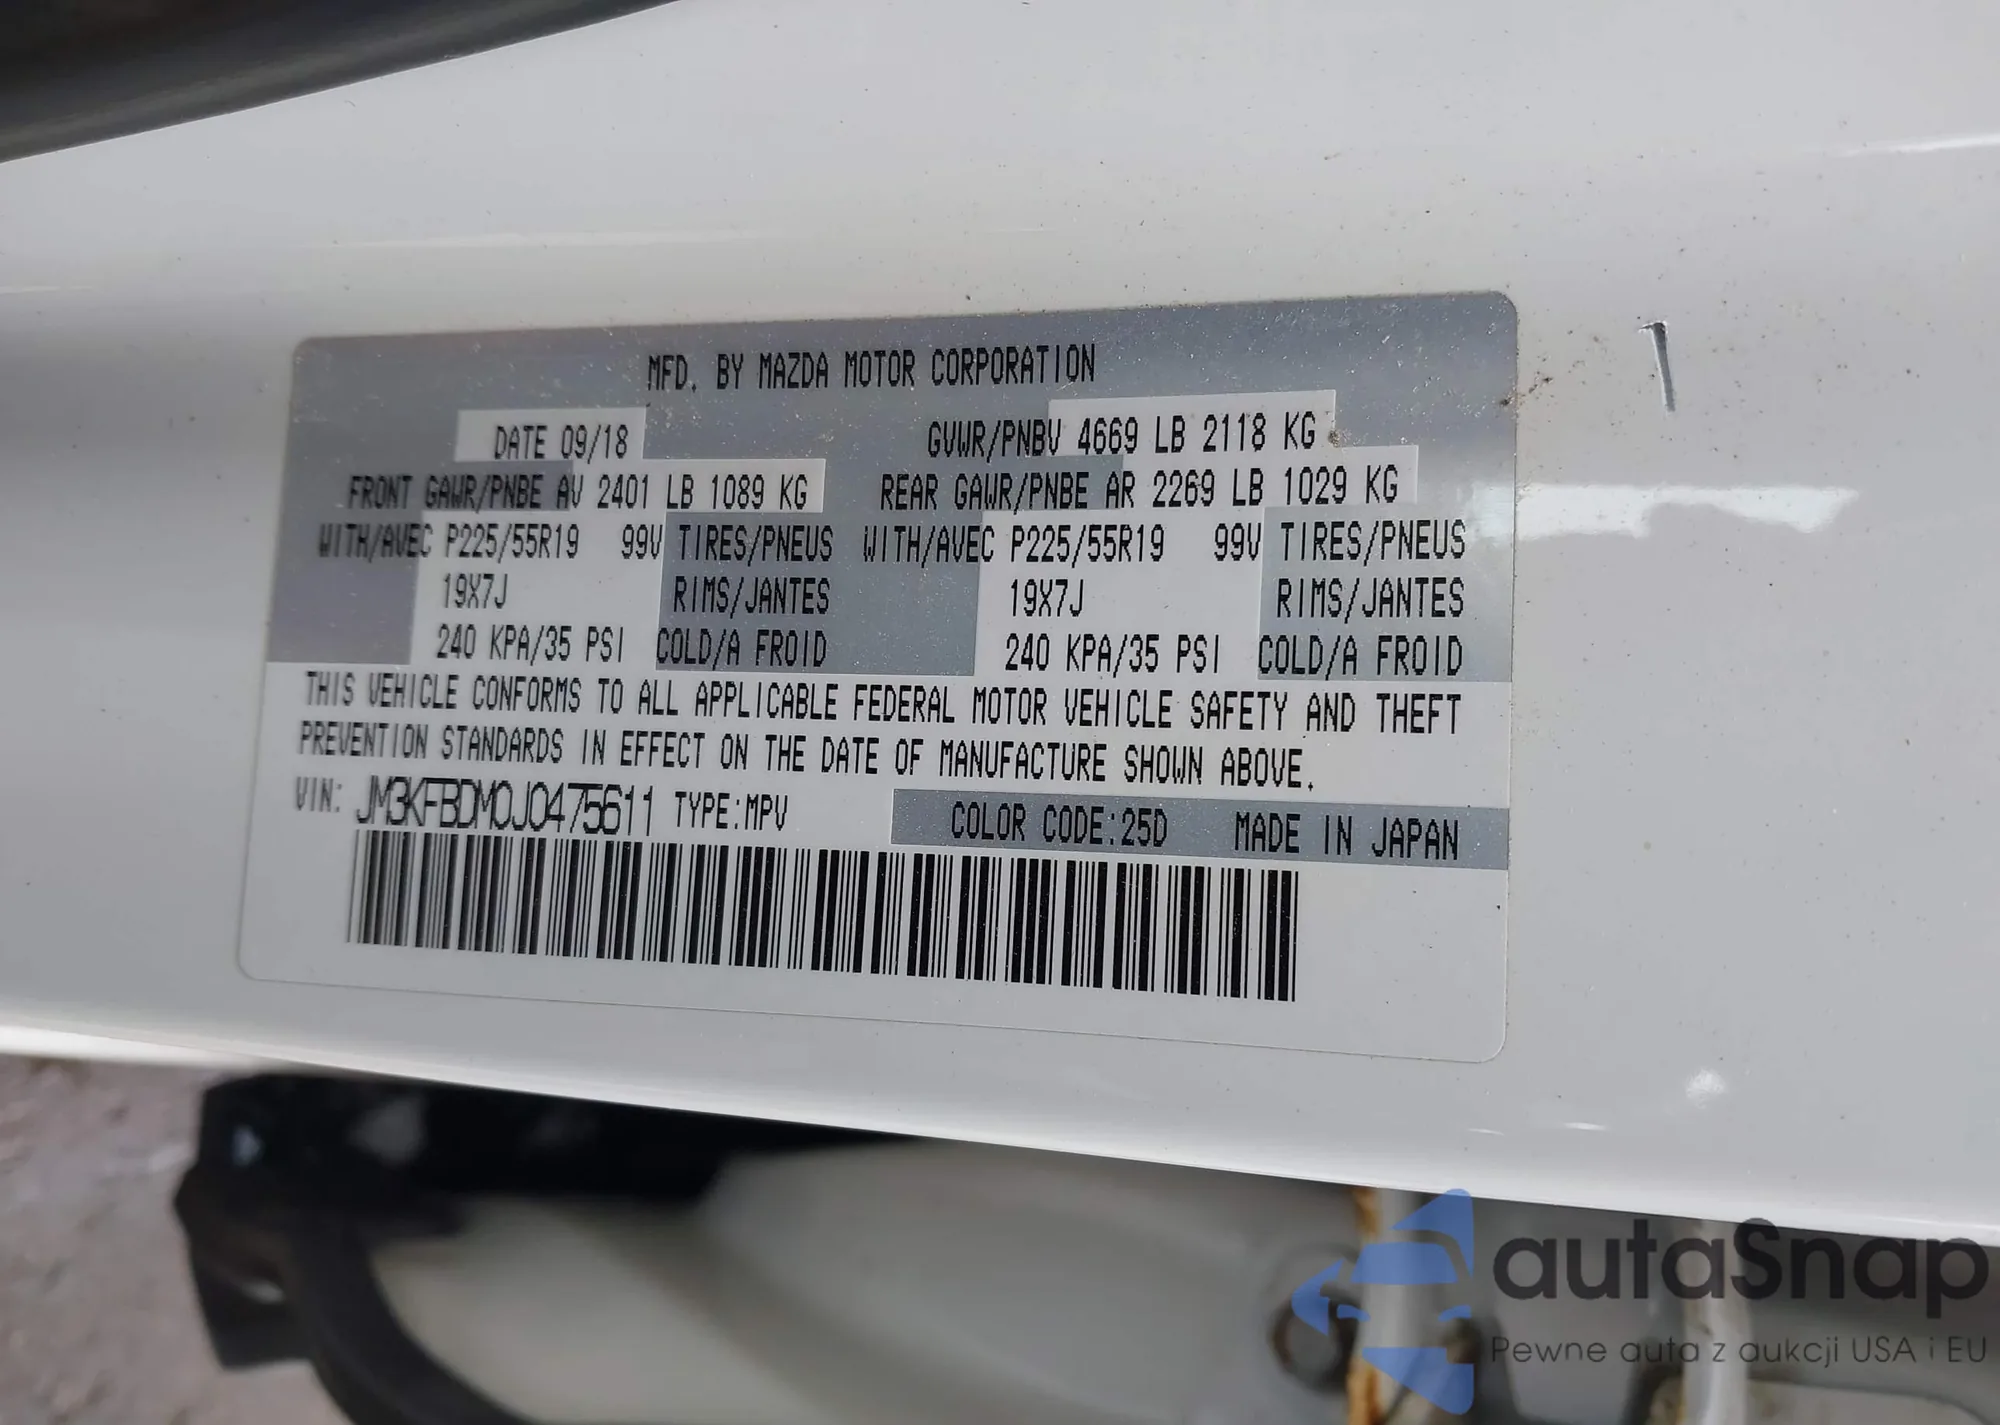 MFD. BY MAZDA MOTOR CORPORATION
DATE 09/18 GVWR/PNBV 4669 LB 2118 KG
FRONT GAWR/PNBE AV 2401 LB 1089 KG REAR GAWR/PNBE AR 2269 LB 1029 KG
WITH/AVEC P225/55R19 99V TIRES/PNEUS WITH/AVEC P225/55R19 99V TIRES/PNEUS
19X7J RIMS/JANTES 19X7J RIMS/JANTES
240 KPA/35 PSI COLD/A FROID 240 KPA/35 PSI COLD/A FROID
THIS VEHICLE CONFORMS TO ALL APPLICABLE FEDERAL MOTOR VEHICLE SAFETY AND THEFT
PREVENTION STANDARDS IN EFFECT ON THE DATE OF MANUFACTURE SHOWN ABOVE.
VIN: JM3KFBDM0J0475611 TYPE:MPV COLOR CODE:25D MADE IN JAPAN
autaSnap
Pewne auta z aukcji USA i EU